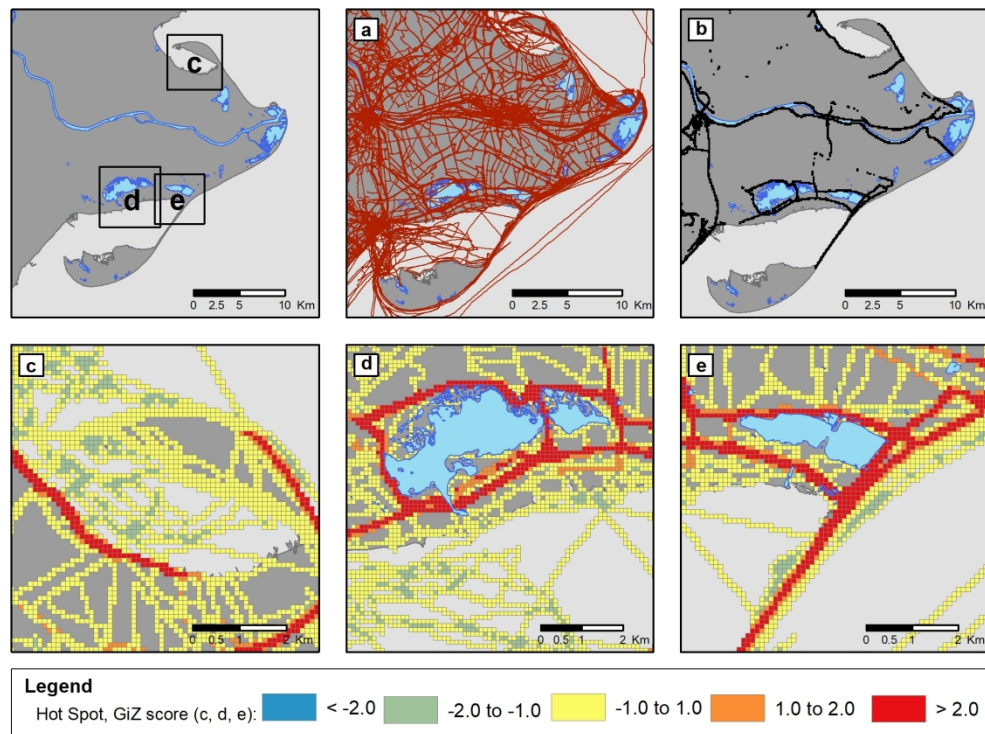 c
d
e
0 2.5 5 10 Km
a
0 2.5 5 10 Km
b
0 2.5 5 10 Km
c
0 0.5 1 2 Km
d
0 0.5 1 2 Km
e
0 0.5 1 2 Km
Legend
Hot Spot, GiZ score (c, d, e): < -2.0 -2.0 to -1.0 -1.0 to 1.0 1.0 to 2.0 > 2.0